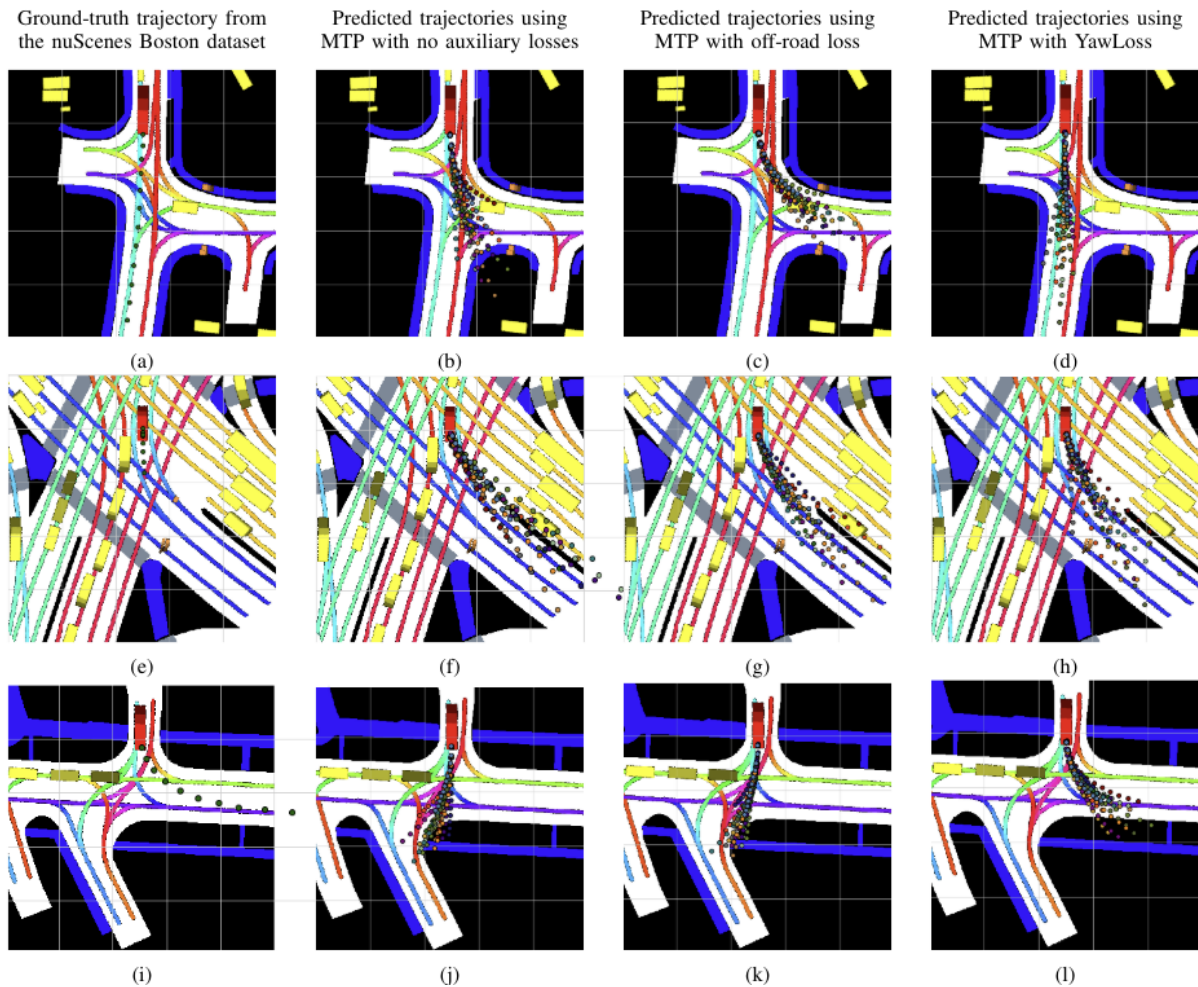 Ground-truth trajectory from
the nuScenes Boston dataset
Predicted trajectories using
MTP with no auxiliary losses
Predicted trajectories using
MTP with off-road loss
Predicted trajectories using
MTP with YawLoss
(a)
(b)
(c)
(d)
(e)
(f)
(g)
(h)
(i)
(j)
(k)
(l)